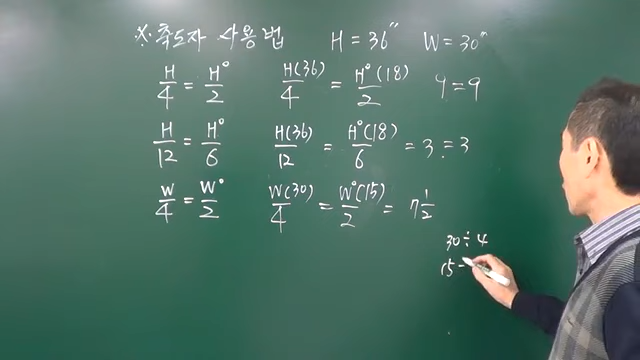 ※ 축도자 사용법 H = 36" W = 30"
H/4 = H°/2 H(36)/4 = H°(18)/2 9 = 9
H/12 = H°/6 H(36)/12 = H°(18)/6 = 3 = 3
W/4 = W°/2 W(30)/4 = W°(15)/2 = 7 1/2
30 ÷ 4
15 -